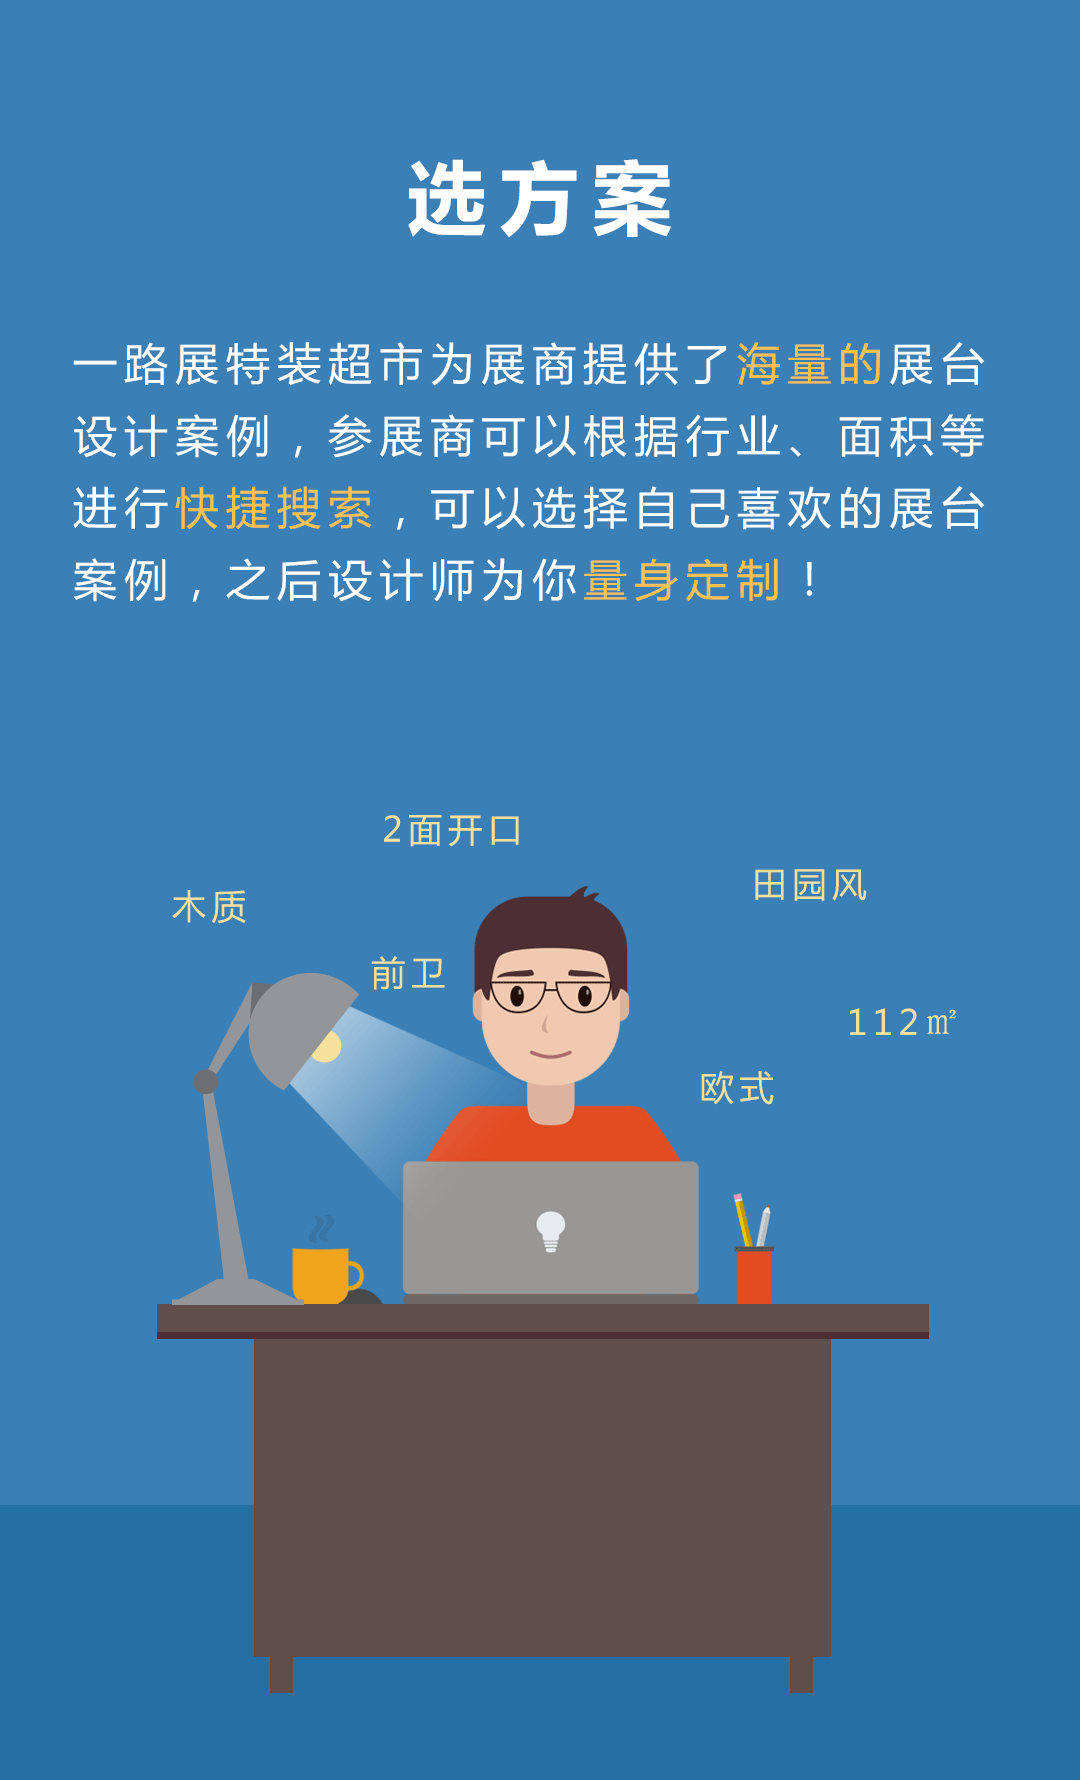 选方案
一路展特装超市为展商提供了海量的展台
设计案例，参展商可以根据行业、面积等
进行快捷搜索，可以选择自己喜欢的展台
案例，之后设计师为你量身定制！
2面开口
田园风
木质
前卫
112㎡
欧式